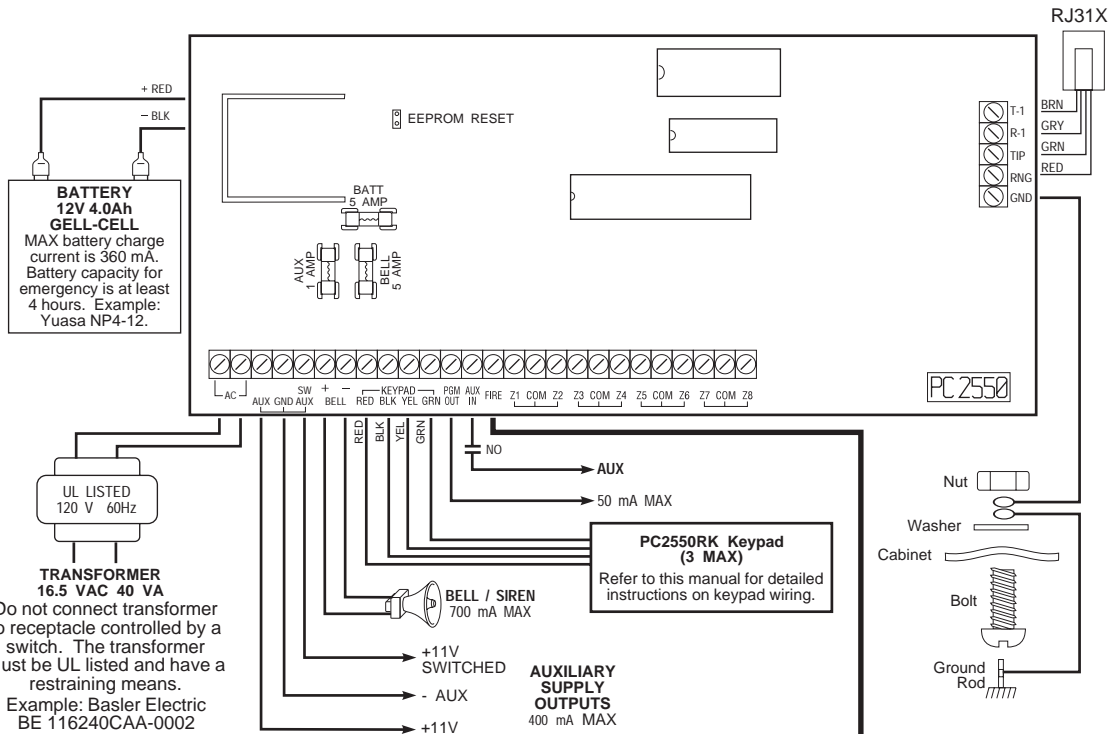 RJ31X
+ RED
– BLK
BATTERY
12V 4.0Ah
GELL-CELL
MAX battery charge
current is 360 mA.
Battery capacity for
emergency is at least
4 hours. Example:
Yuasa NP4-12.
EEPROM RESET
BATT
5 AMP
AUX
1 AMP
BELL
5 AMP
T-1
R-1
TIP
RNG
GND
BRN
GRY
GRN
RED
PC2550
AC
AUX GND SW AUX
+ –
BELL
KEYPAD
RED BLK YEL GRN
PGM OUT
AUX IN
FIRE
Z1 COM Z2
Z3 COM Z4
Z5 COM Z6
Z7 COM Z8
RED
BLK
YEL
GRN
NO
AUX
50 mA MAX
PC2550RK Keypad
(3 MAX)
Refer to this manual for detailed
instructions on keypad wiring.
BELL / SIREN
700 mA MAX
+11V
SWITCHED
- AUX
+11V
AUXILIARY
SUPPLY
OUTPUTS
400 mA MAX
UL LISTED
120 V 60Hz
TRANSFORMER
16.5 VAC 40 VA
Do not connect transformer
o receptacle controlled by a
switch. The transformer
ust be UL listed and have a
restraining means.
Example: Basler Electric
BE 116240CAA-0002
Nut
Washer
Cabinet
Bolt
Ground
Rod